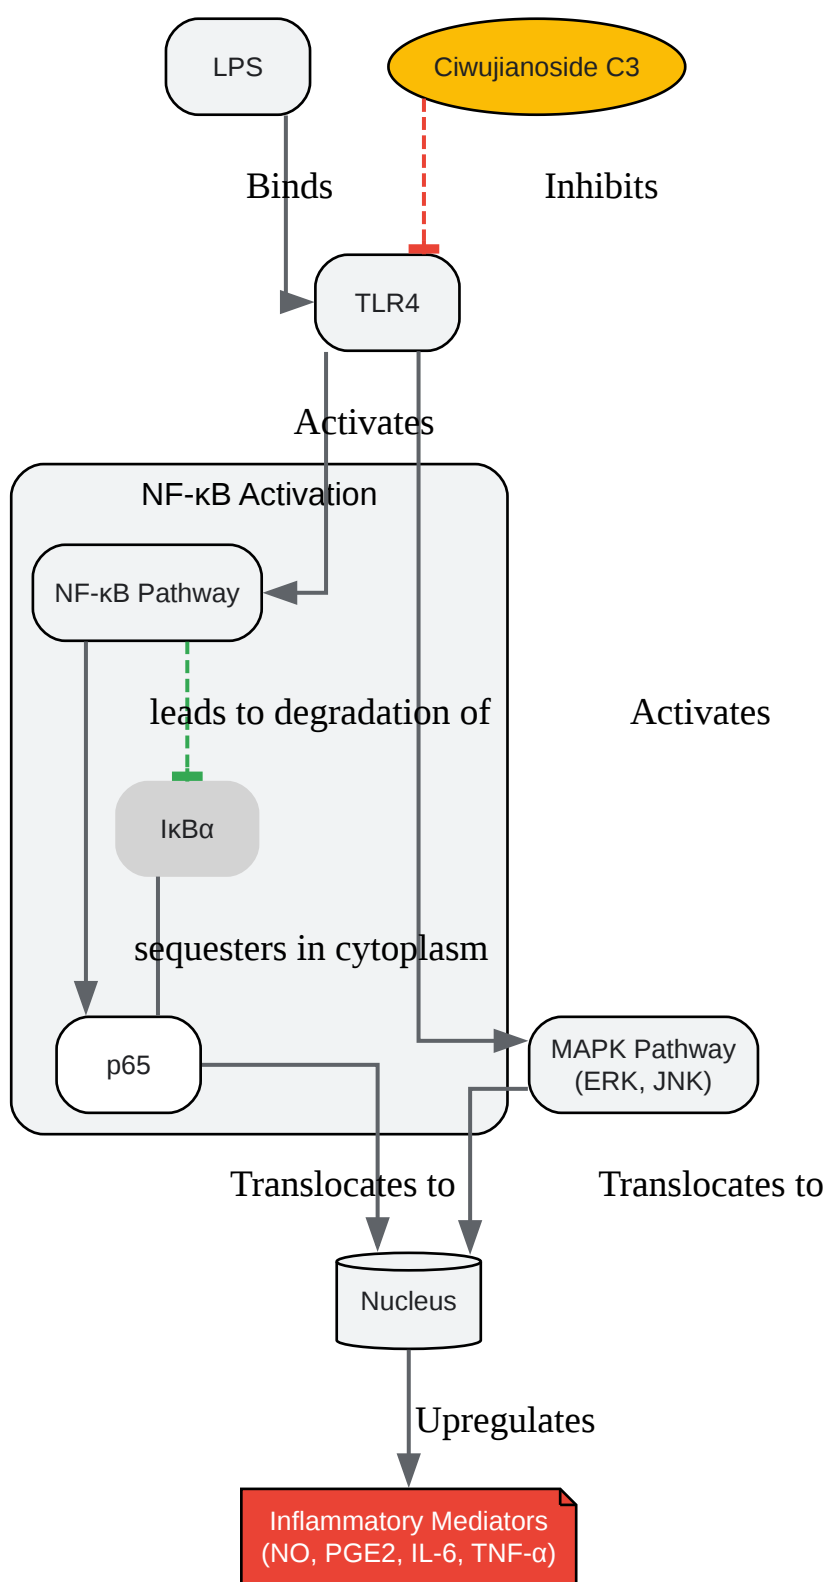 LPS
Ciwujianoside C3
Binds
Inhibits
TLR4
Activates
NF-κB Activation
NF-κB Pathway
leads to degradation of
Activates
IκBα
sequesters in cytoplasm
p65
MAPK Pathway
(ERK, JNK)
Translocates to
Translocates to
Nucleus
Upregulates
Inflammatory Mediators
(NO, PGE2, IL-6, TNF-α)